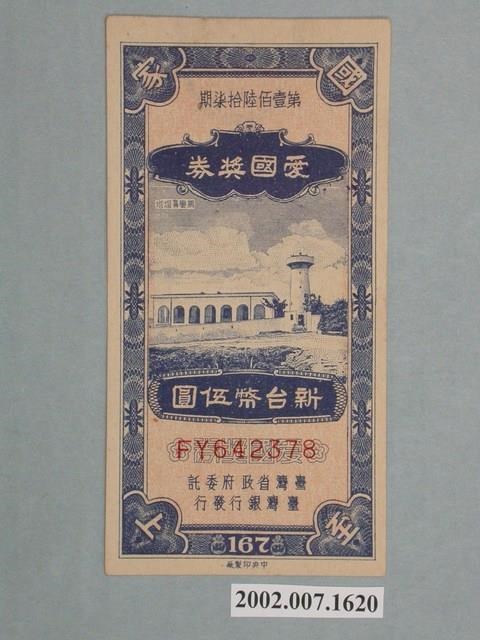 國家
第壹佰陸拾柒期
愛國獎券
新台幣伍圓
FY642378
臺灣省政府委託
臺灣銀行發行
至上
167
中央印製廠
2002.007.1620